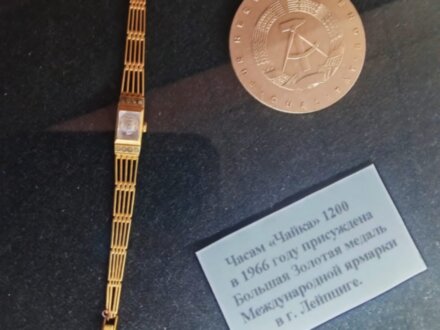 Часам «Чайка» 1200
в 1966 году присуждена
Большая Золотая медаль
Международной ярмарки
в г. Лейпциге.